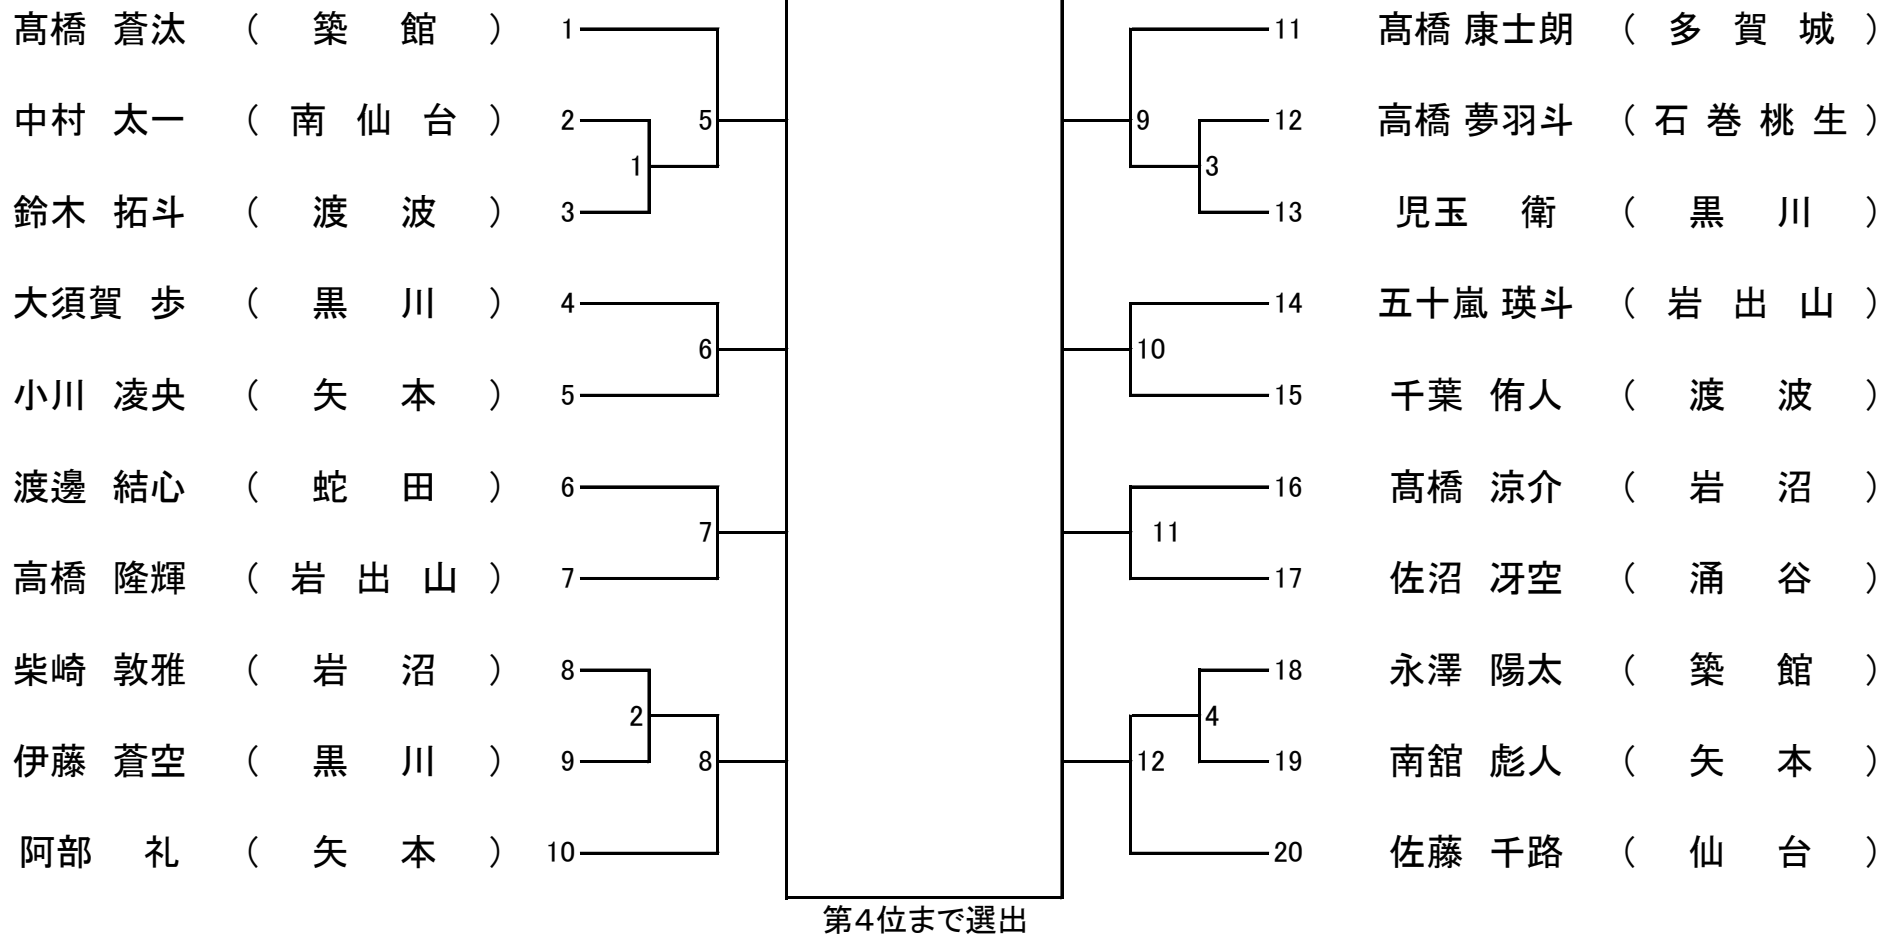 髙橋 蒼汰 ( 築 館 ) 1 11 髙橋 康士朗 ( 多 賀 城 )
中村 太一 ( 南 仙 台 ) 2 5 9 12 高橋 夢羽斗 ( 石 巻 桃 生 )
1 3
鈴木 拓斗 ( 渡 波 ) 3 13 児玉 衛 ( 黒 川 )
大須賀 歩 ( 黒 川 ) 4 14 五十嵐 瑛斗 ( 岩 出 山 )
6 10
小川 凌央 ( 矢 本 ) 5 15 千葉 侑人 ( 渡 波 )
渡邊 結心 ( 蛇 田 ) 6 16 髙橋 涼介 ( 岩 沼 )
7 11
高橋 隆輝 ( 岩 出 山 ) 7 17 佐沼 冴空 ( 涌 谷 )
柴崎 敦雅 ( 岩 沼 ) 8 18 永澤 陽太 ( 築 館 )
2 4
伊藤 蒼空 ( 黒 川 ) 9 8 12 19 南舘 彪人 ( 矢 本 )
阿部 礼 ( 矢 本 ) 10 20 佐藤 千路 ( 仙 台 )
第4位まで選出